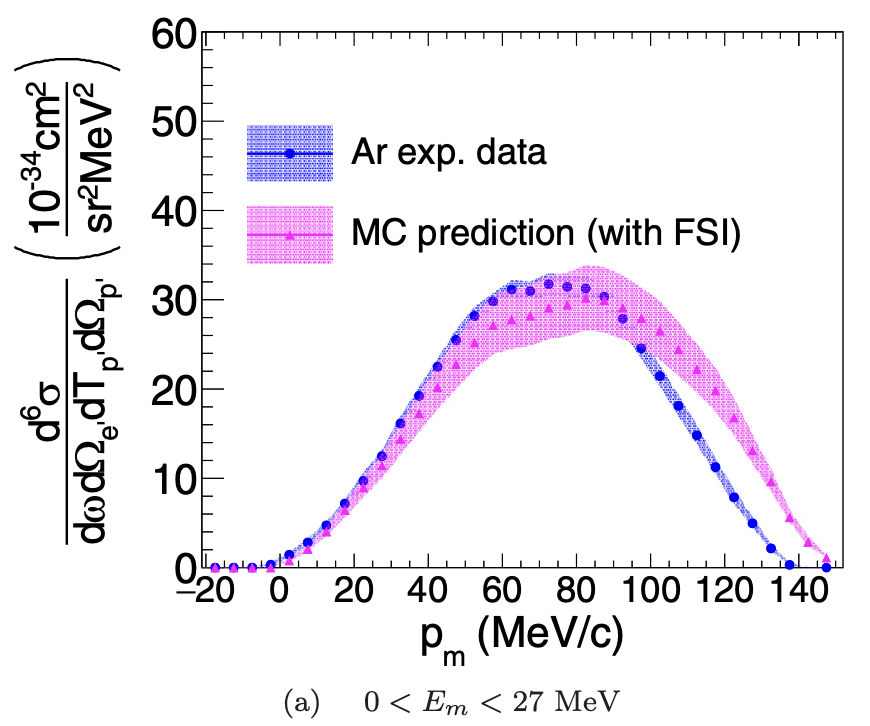 60
50
40
30
20
10
0
Ar exp. data
MC prediction (with FSI)
d⁶σ / dωdΩₑ'dTₚ'dΩₚ' (10⁻³⁴cm² / sr²MeV²)
−20 0 20 40 60 80 100 120 140
pₘ (MeV/c)
(a) 0 < Eₘ < 27 MeV